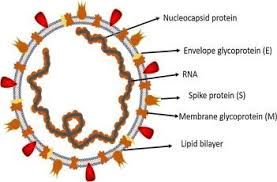 Nucleocapsid protein
Envelope glycoprotein (E)
RNA
Spike protein (S)
Membrane glycoprotein (M)
Lipid bilayer